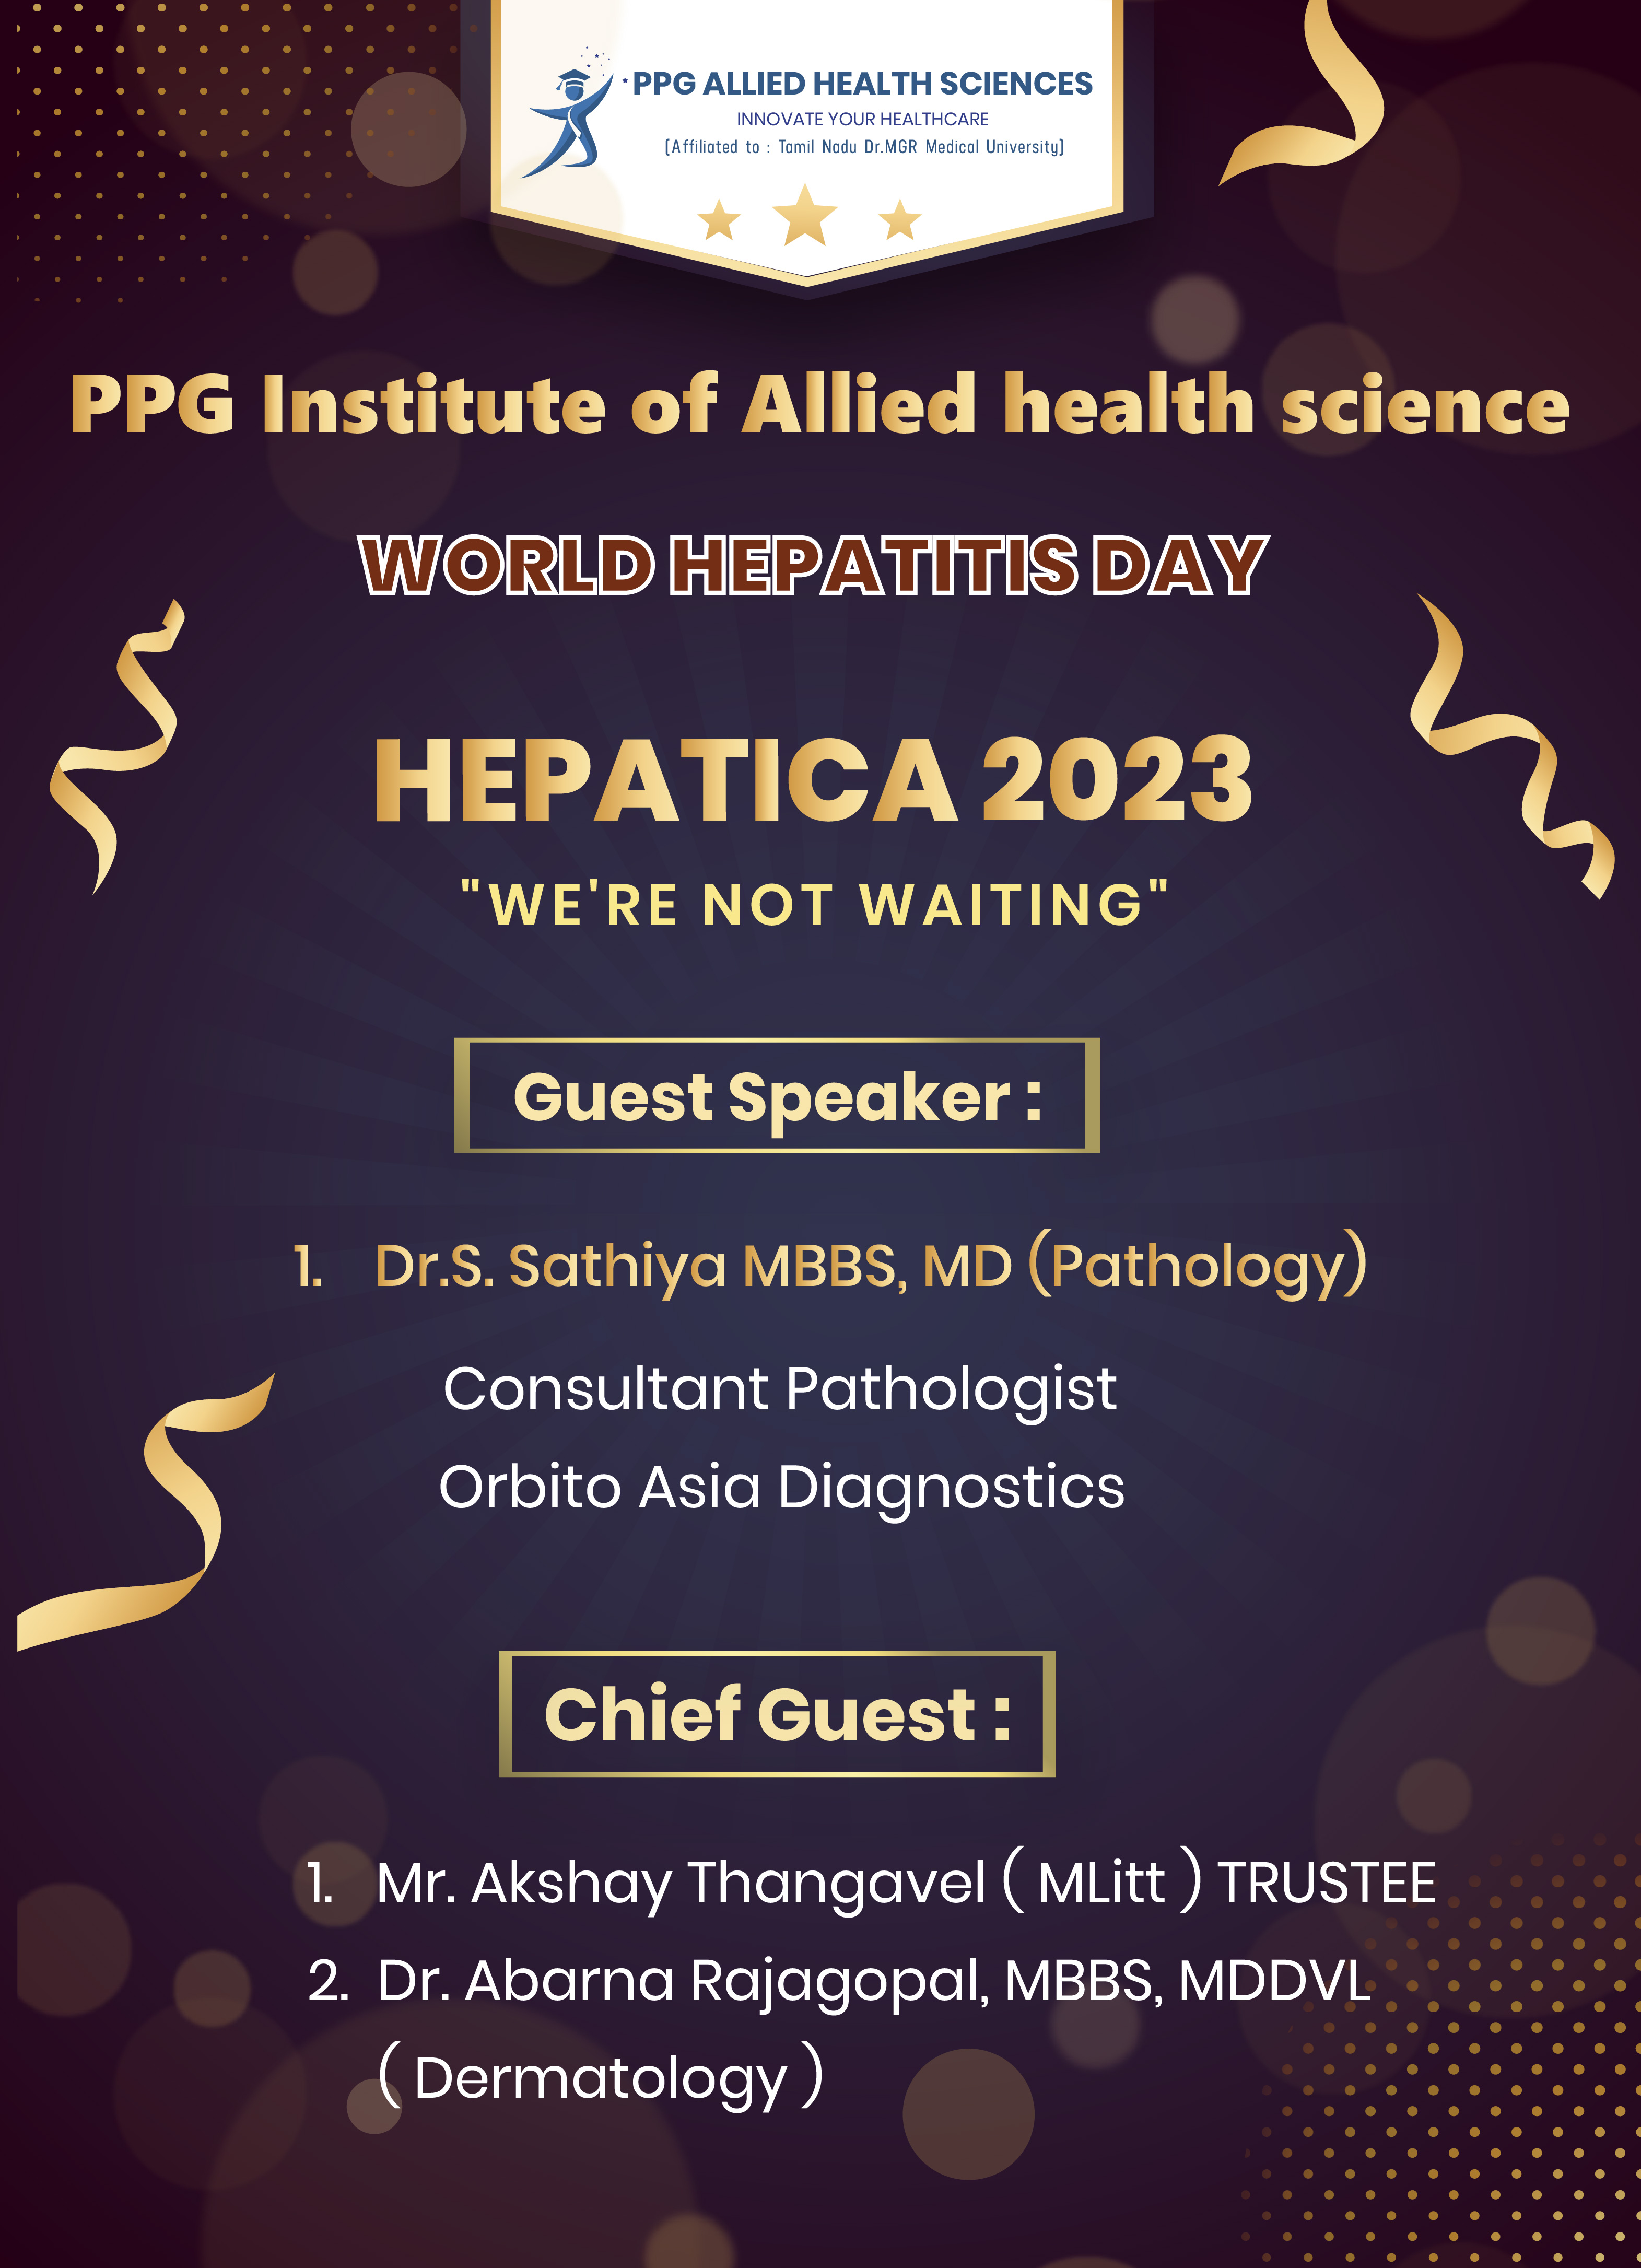 PPG ALLIED HEALTH SCIENCES
INNOVATE YOUR HEALTHCARE
(Affiliated to : Tamil Nadu Dr.MGR Medical University)
PPG Institute of Allied health science
WORLD HEPATITIS DAY
HEPATICA 2023
"WE'RE NOT WAITING"
Guest Speaker :
1. Dr.S. Sathiya MBBS, MD (Pathology)
Consultant Pathologist
Orbito Asia Diagnostics
Chief Guest :
1. Mr. Akshay Thangavel ( MLitt ) TRUSTEE
2. Dr. Abarna Rajagopal, MBBS, MDDVL
( Dermatology )